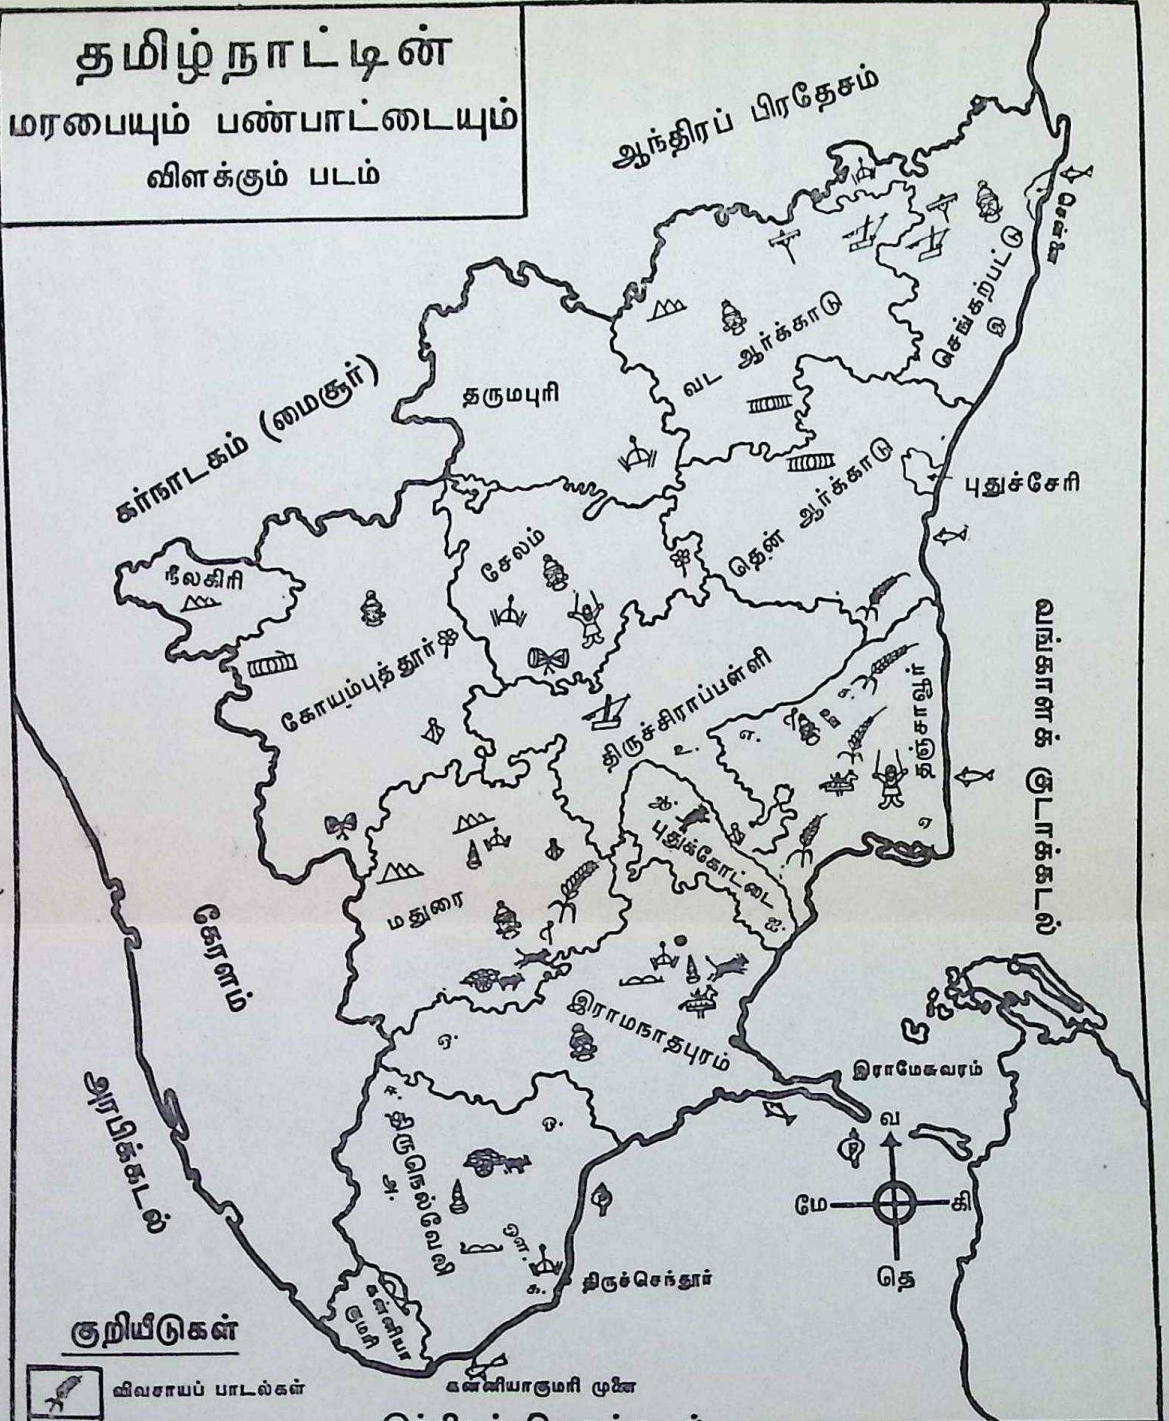 தமிழ்நாட்டின்
மரபையும் பண்பாட்டையும்
விளக்கும் படம்
ஆந்திரப் பிரதேசம்
சென்னை
செங்கற்பட்டு
இ
வட ஆர்க்காடு
கர்நாடகம் (மைசூர்)
தருமபுரி
புதுச்சேரி
தென் ஆர்க்காடு
சேலம்
நீலகிரி
கோயம்புத்தூர்
திருச்சிராப்பள்ளி
உ.
எ.
தஞ்சாவூர்
வங்காளக் குடாக்கடல்
ஆ.
புதுக்கோட்டை
ஐ.
ஏ
மதுரை
கேரளம்
இராமநாதபுரம்
ஒ.
இராமேசுவரம்
அரபிக்கடல்
ஈ.
திருநெல்வேலி
அ.
ஓ.
ஔ.
க.
திருச்செந்தூர்
வ
மே
கி
தெ
கன்னியா
குமரி
கன்னியாகுமரி முனை
குறியீடுகள்
விவசாயப் பாடல்கள்